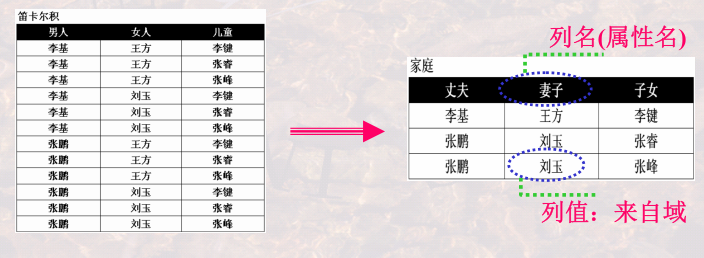 笛卡尔积
男人 女人 儿童
李基 王方 李键
李基 王方 张睿
李基 王方 张峰
李基 刘玉 李键
李基 刘玉 张睿
李基 刘玉 张峰
张鹏 王方 李键
张鹏 王方 张睿
张鹏 王方 张峰
张鹏 刘玉 李键
张鹏 刘玉 张睿
张鹏 刘玉 张峰
列名(属性名)
家庭
丈夫 妻子 子女
李基 王方 李键
张鹏 刘玉 张睿
张鹏 刘玉 张峰
列值：来自域